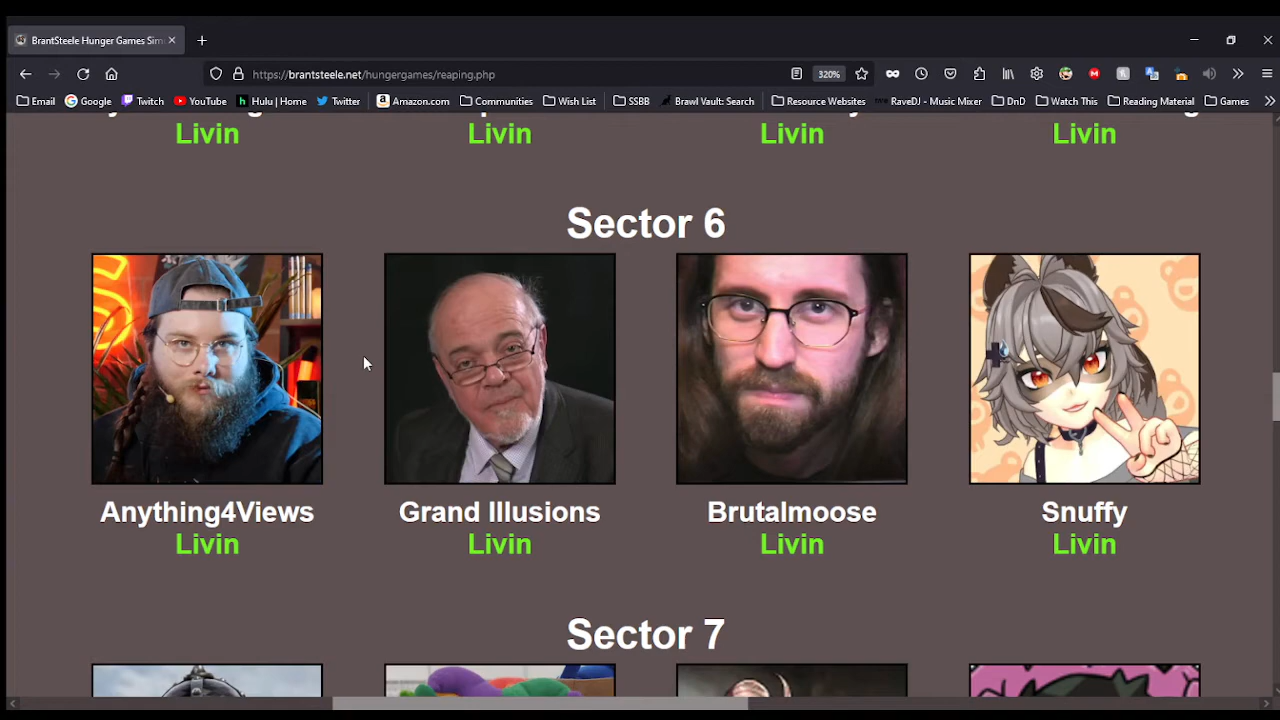 BrantSteele Hunger Games Sim
https://brantsteele.net/hungergames/reaping.php
320%
Email Google Twitch YouTube Hulu | Home Twitter Amazon.com Communities Wish List SSBB Brawl Vault: Search Resource Websites RaveDJ - Music Mixer DnD Watch This Reading Material Games
Livin Livin Livin Livin
Sector 6
Anything4Views Grand Illusions Brutalmoose Snuffy
Livin Livin Livin Livin
Sector 7